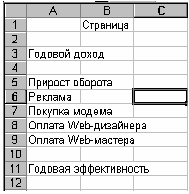 A B C
1 Страница
2
3 Годовой доход
4
5 Прирост оборота
6 Реклама
7 Покупка модема
8 Оплата Web-дизайнера
9 Оплата Web-мастера
10
11 Годовая эффективность
12